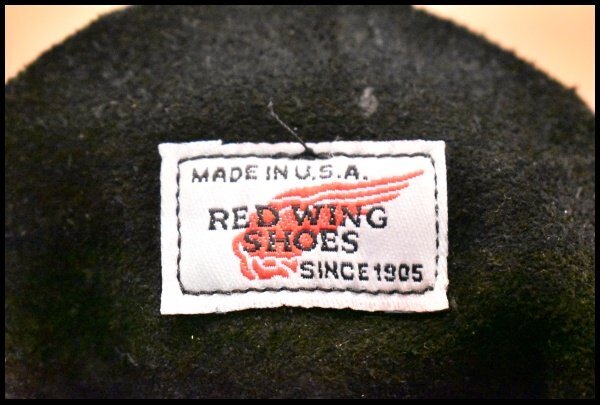 MADE IN U.S.A.
RED WING
SHOES
SINCE 1905